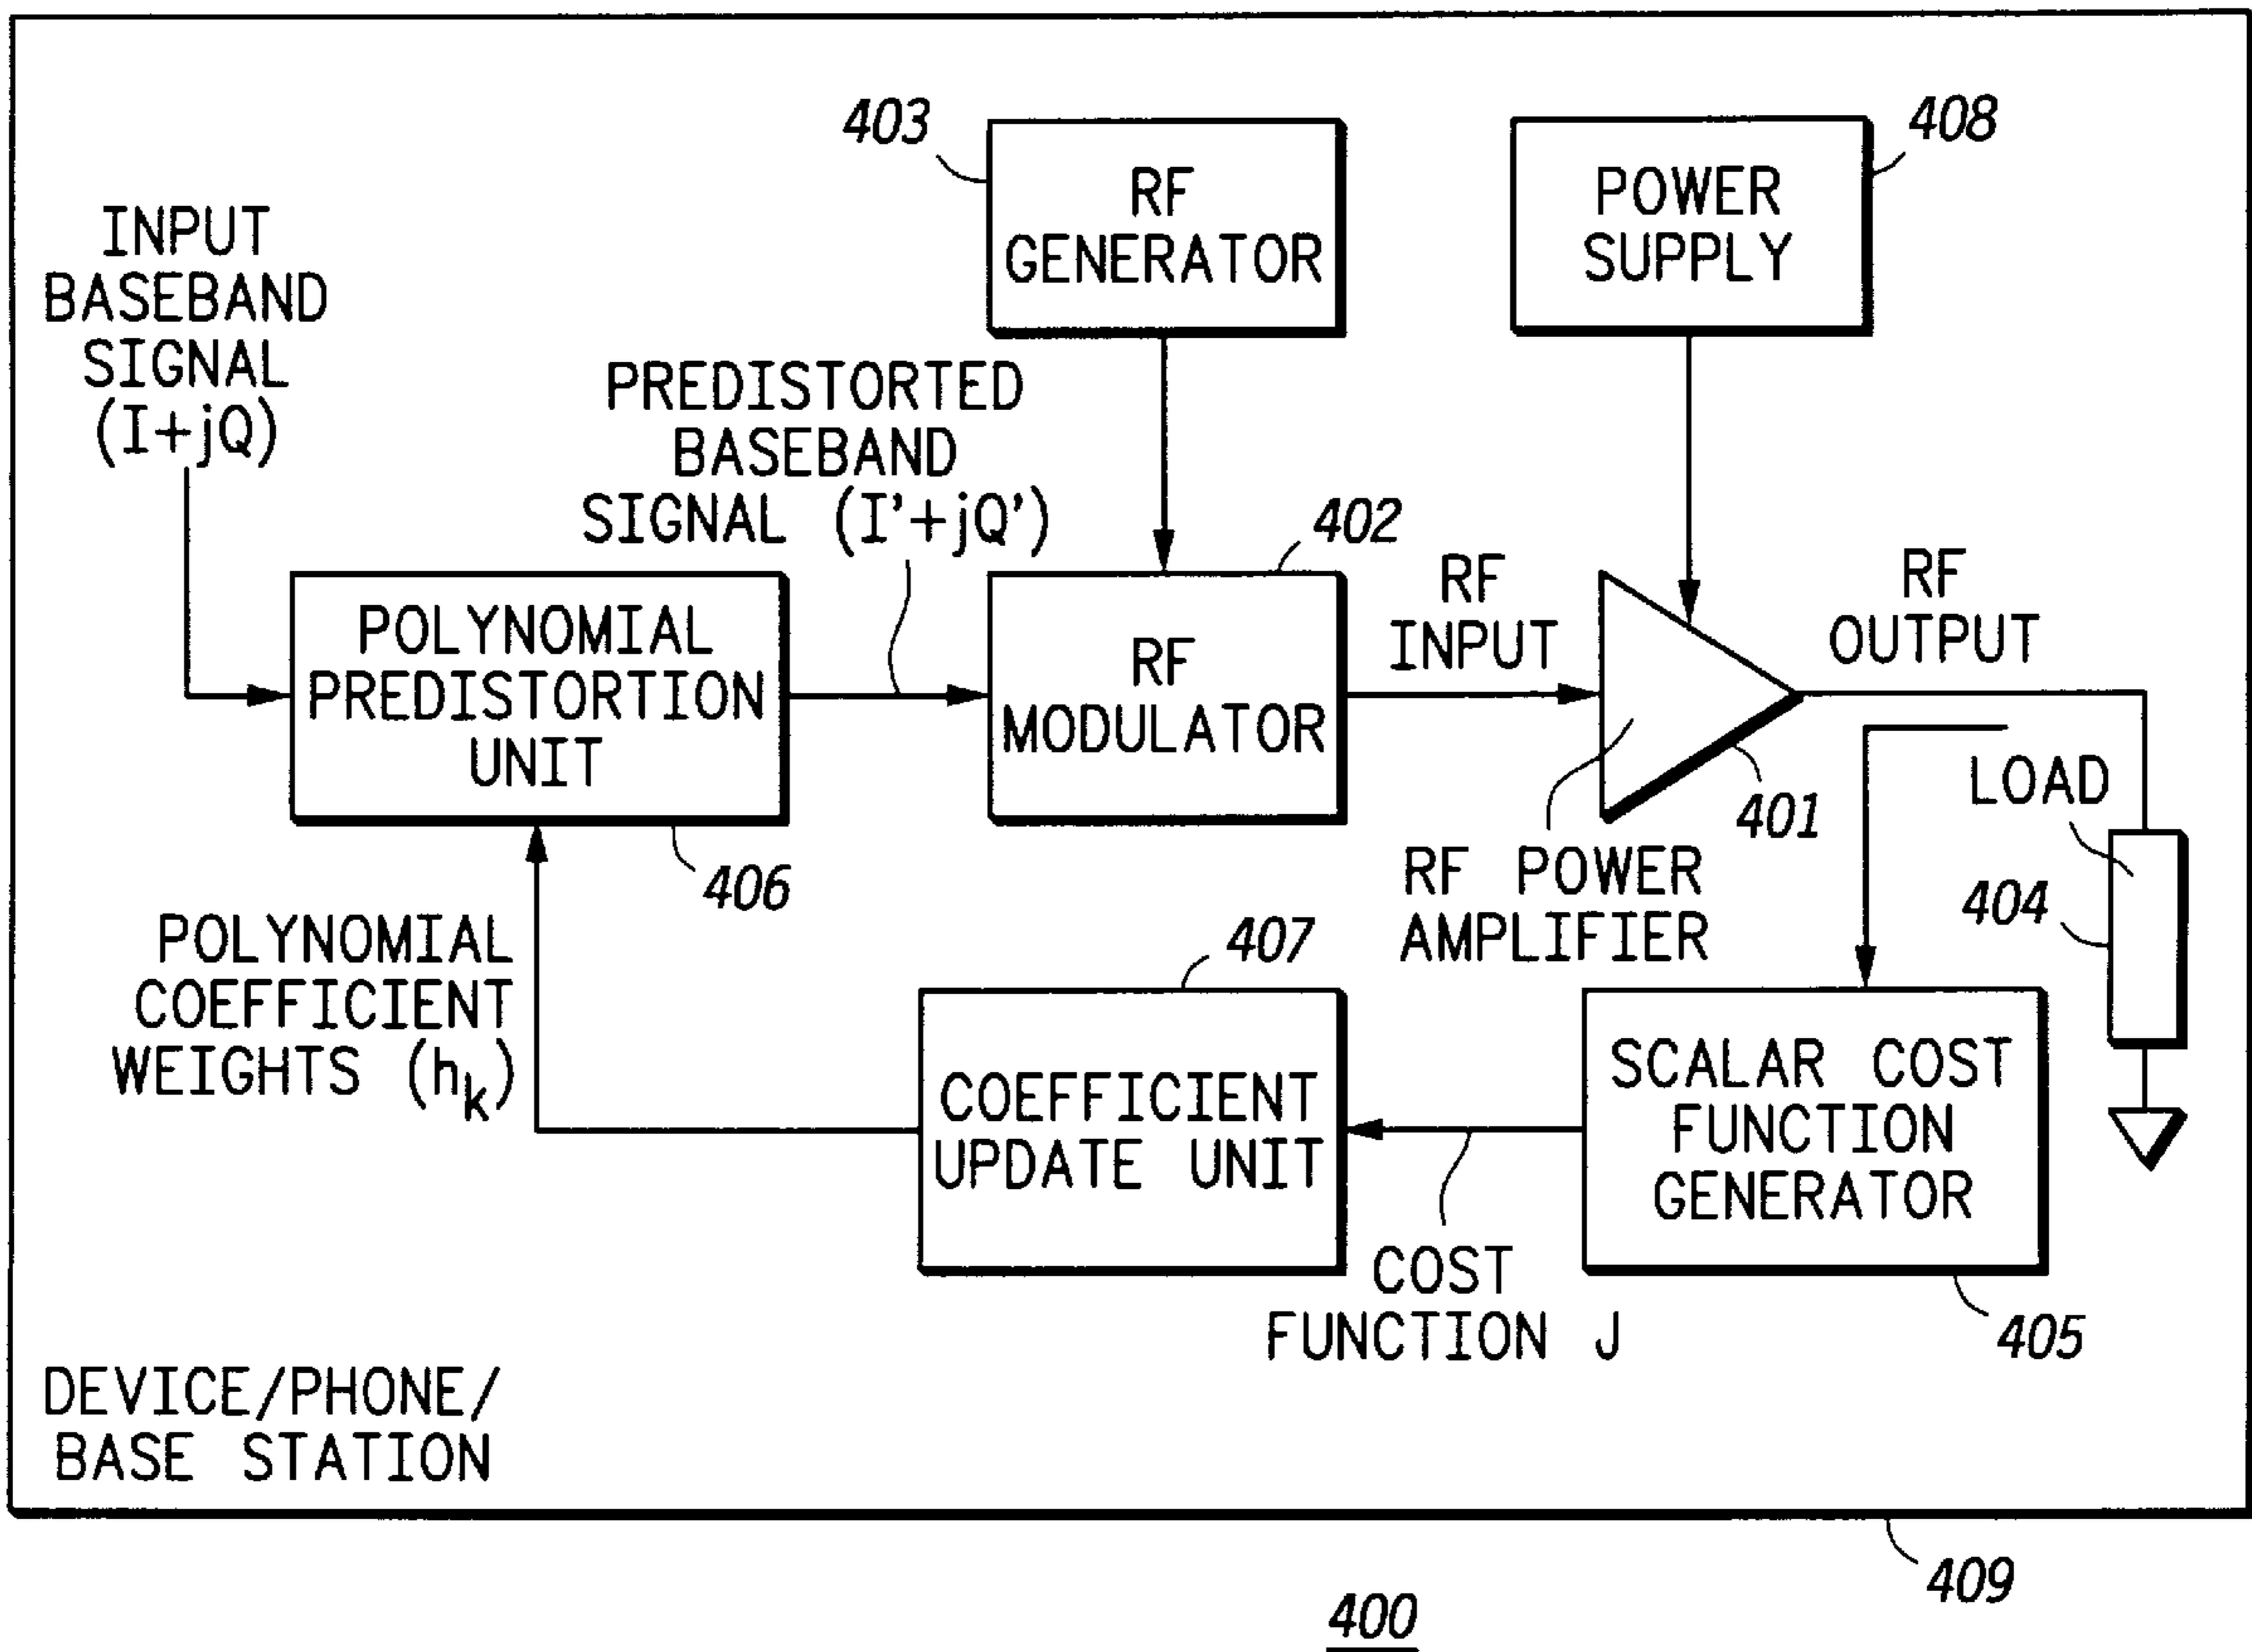 403
RF
GENERATOR
408
POWER
SUPPLY
INPUT
BASEBAND
SIGNAL
(I+jQ)
PREDISTORTED
BASEBAND
SIGNAL (I'+jQ')
402
RF
INPUT
RF
OUTPUT
POLYNOMIAL
PREDISTORTION
UNIT
406
RF
MODULATOR
401
RF POWER
AMPLIFIER
LOAD
404
POLYNOMIAL
COEFFICIENT
WEIGHTS (hk)
407
COEFFICIENT
UPDATE UNIT
SCALAR COST
FUNCTION
GENERATOR
405
COST
FUNCTION J
DEVICE/PHONE/
BASE STATION
409
400